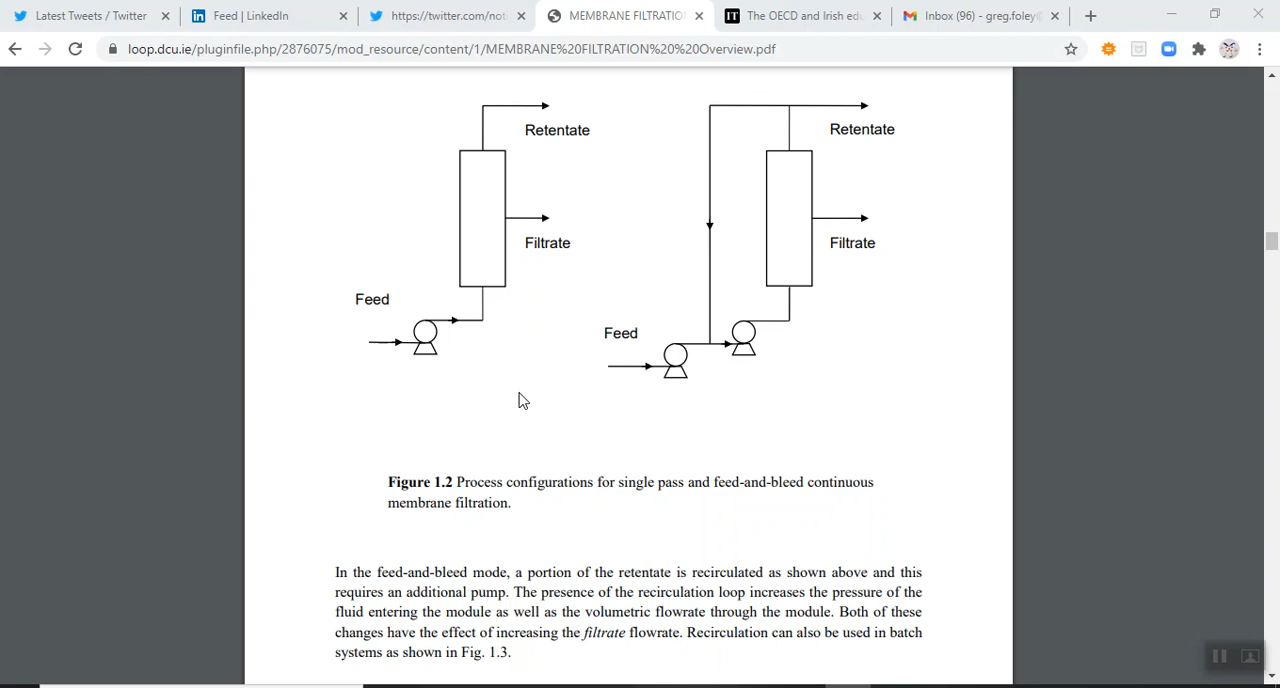 Latest Tweets / Twitter
Feed | LinkedIn
https://twitter.com/not
MEMBRANE FILTRATIO
The OECD and Irish edu
Inbox (96) - greg.foley@
loop.dcu.ie/pluginfile.php/2876075/mod_resource/content/1/MEMBRANE%20FILTRATION%20%20Overview.pdf
Retentate
Retentate
Filtrate
Filtrate
Feed
Feed
Figure 1.2 Process configurations for single pass and feed-and-bleed continuous
membrane filtration.
In the feed-and-bleed mode, a portion of the retentate is recirculated as shown above and this
requires an additional pump. The presence of the recirculation loop increases the pressure of the
fluid entering the module as well as the volumetric flowrate through the module. Both of these
changes have the effect of increasing the filtrate flowrate. Recirculation can also be used in batch
systems as shown in Fig. 1.3.